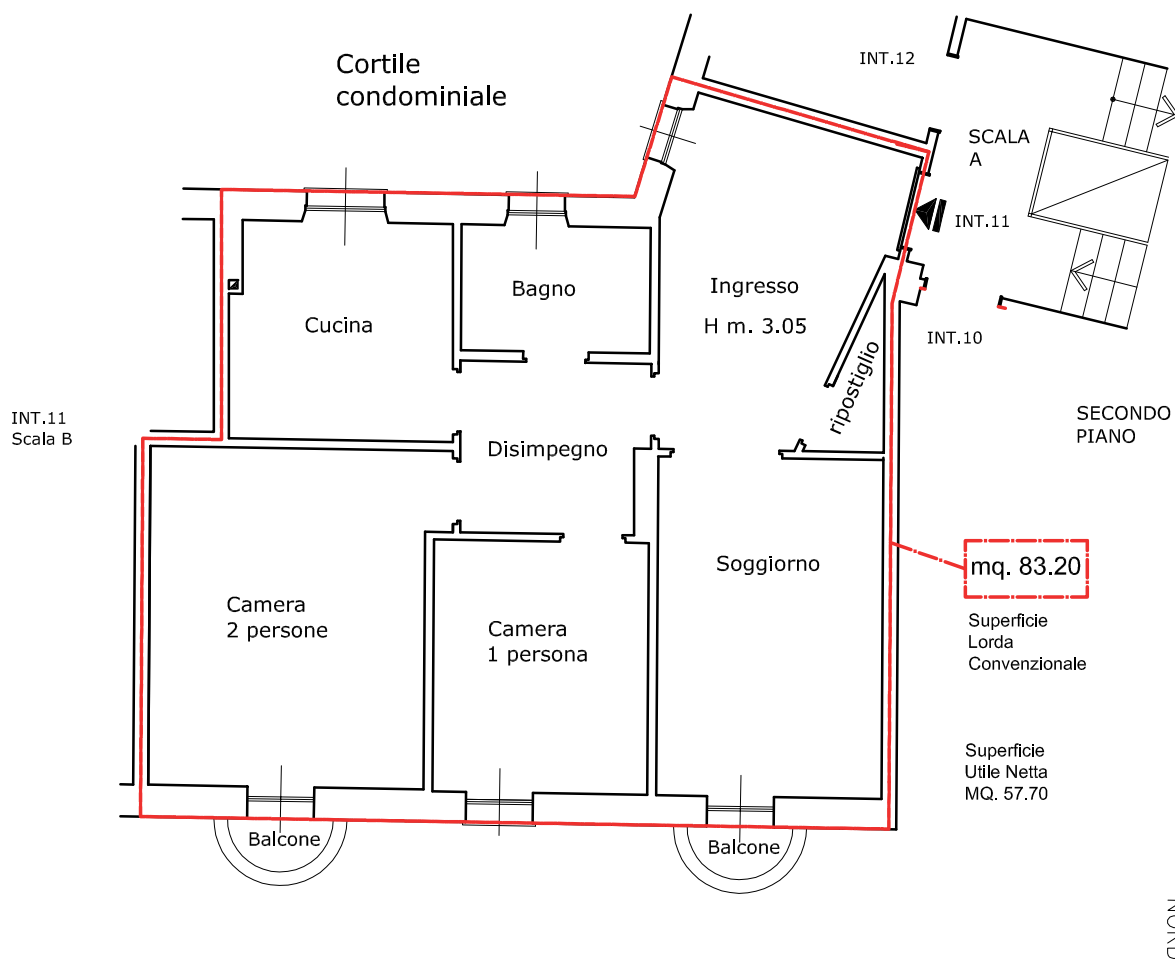 Cortile
condominiale
INT.12
SCALA
A
INT.11
Ingresso
H m. 3.05
Bagno
Cucina
INT.10
ripostiglio
INT.11
Scala B
SECONDO
PIANO
Disimpegno
Soggiorno
mq. 83.20
Camera
2 persone
Camera
1 persona
Superficie
Lorda
Convenzionale
Superficie
Utile Netta
MQ. 57.70
Balcone
Balcone
NORD